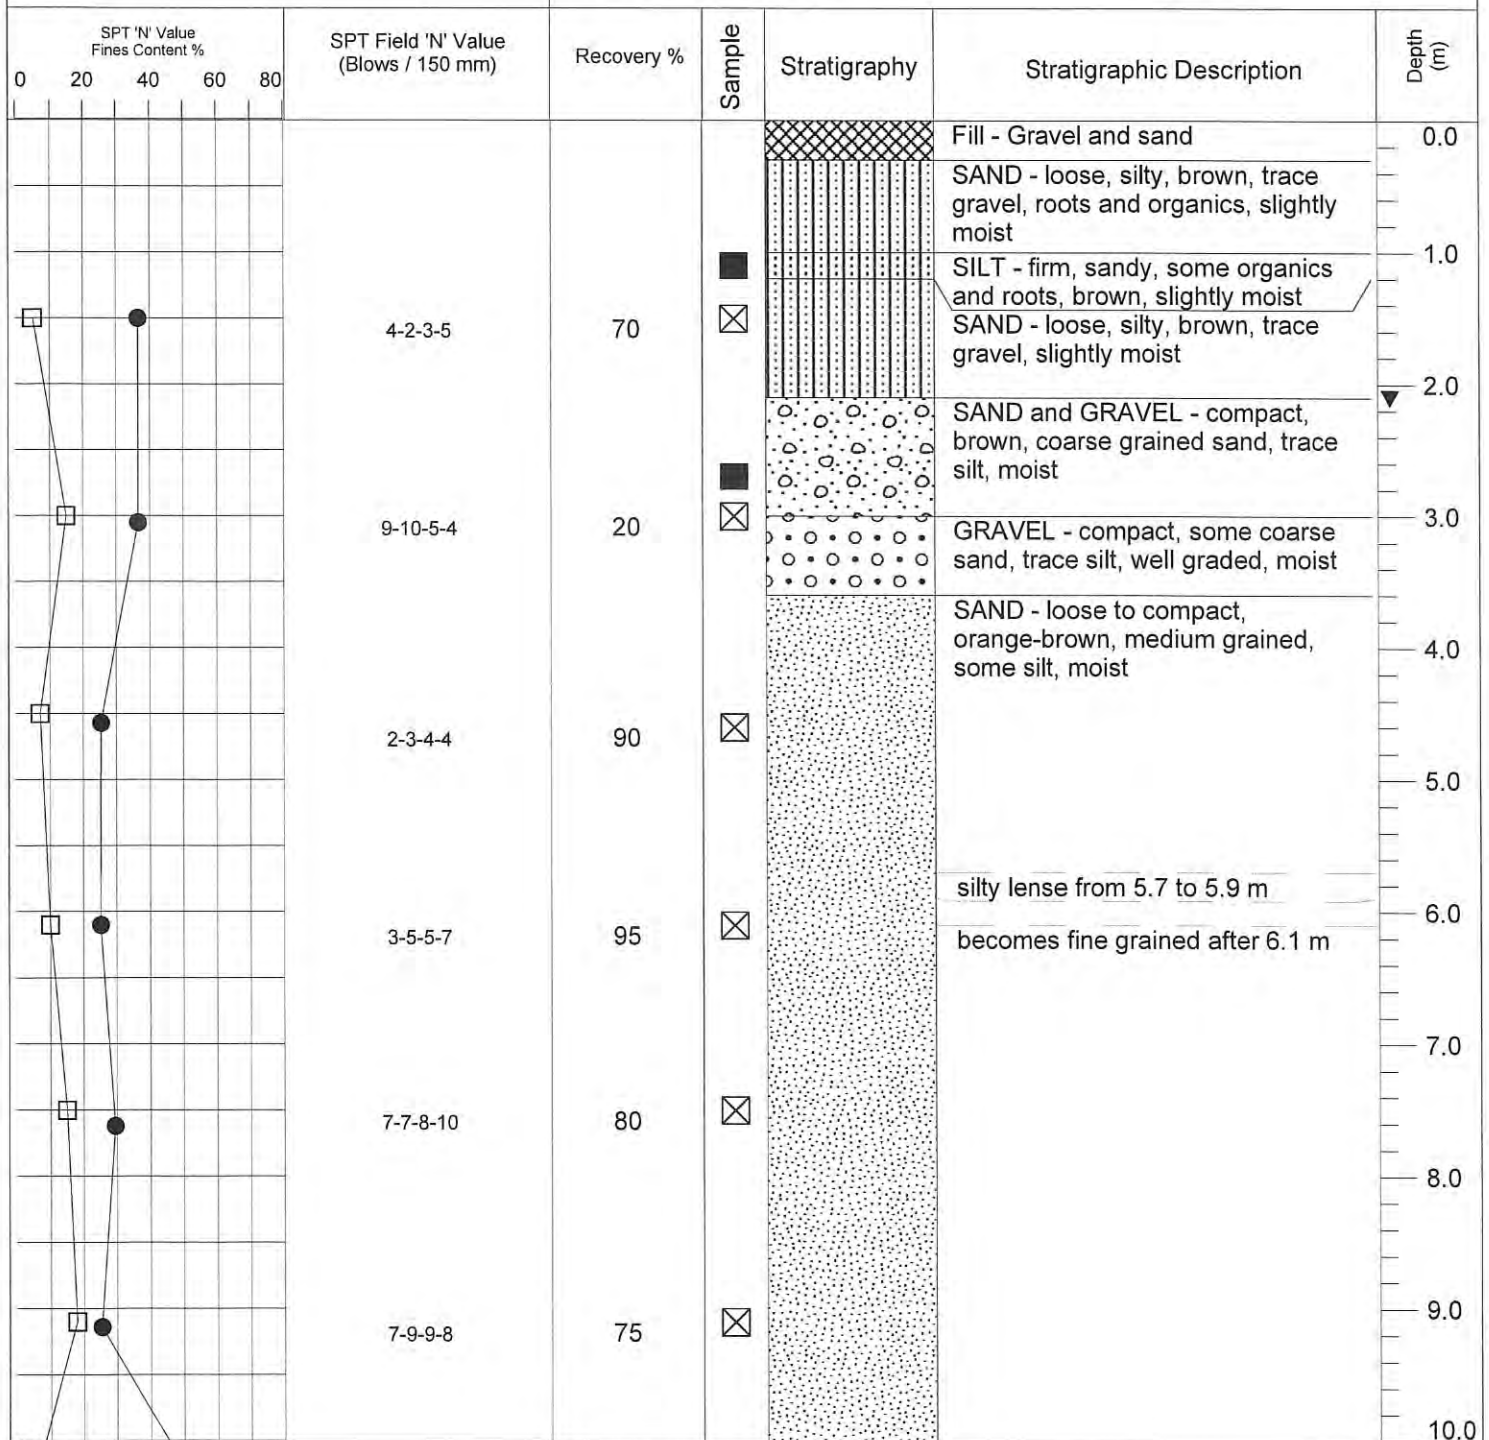 SPT 'N' Value
Fines Content %
0 20 40 60 80
SPT Field 'N' Value
(Blows / 150 mm)
Recovery %
Sample
Stratigraphy
Stratigraphic Description
Depth
(m)
Fill - Gravel and sand
0.0
SAND - loose, silty, brown, trace
gravel, roots and organics, slightly
moist
1.0
SILT - firm, sandy, some organics
and roots, brown, slightly moist
4-2-3-5
70
SAND - loose, silty, brown, trace
gravel, slightly moist
2.0
SAND and GRAVEL - compact,
brown, coarse grained sand, trace
silt, moist
9-10-5-4
20
3.0
GRAVEL - compact, some coarse
sand, trace silt, well graded, moist
SAND - loose to compact,
orange-brown, medium grained,
some silt, moist
4.0
2-3-4-4
90
5.0
silty lense from 5.7 to 5.9 m
6.0
3-5-5-7
95
becomes fine grained after 6.1 m
7.0
7-7-8-10
80
8.0
9.0
7-9-9-8
75
10.0